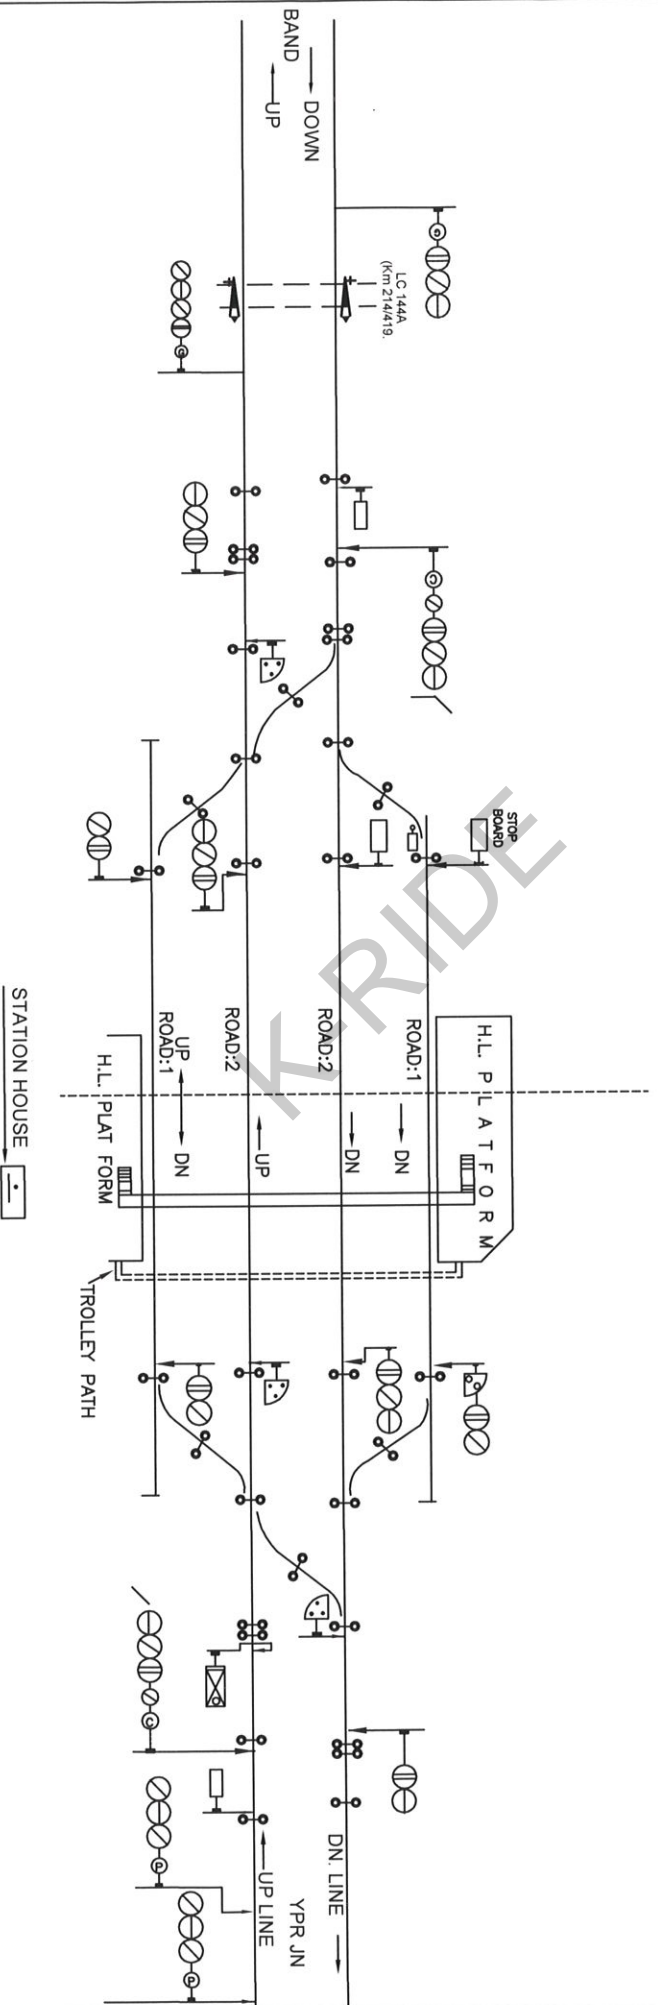 BAND
DOWN
UP
LC 144A
(Km 214/419.
G
G
C
STOP
BOARD
K-RIDE
ROAD:1
ROAD:2
ROAD:2
UP
ROAD:1
H.L. PLATFORM
H.L. PLAT FORM
DN
DN
UP
DN
STATION HOUSE
TROLLEY PATH
C
P
P
DN. LINE
UP LINE
YPR JN